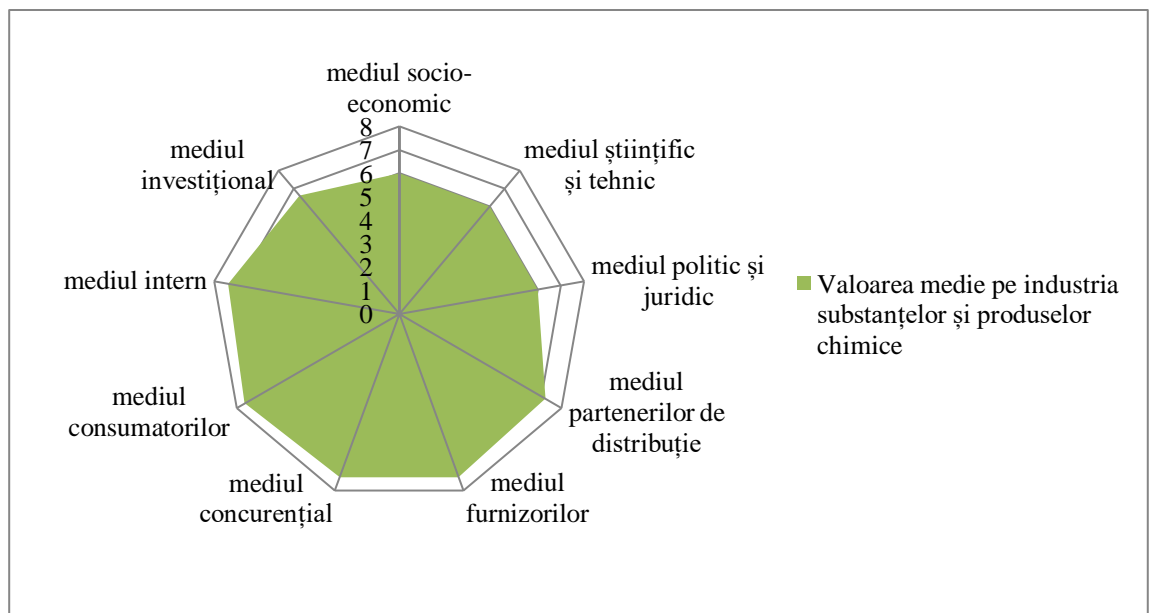 mediul socio-
economic
mediul științific
și tehnic
mediul politic și
juridic
mediul
partenerilor de
distribuție
mediul
furnizorilor
mediul
concurențial
mediul
consumatorilor
mediul intern
mediul
investițional
8
7
6
5
4
3
2
1
0
Valoarea medie pe industria
substanțelor și produselor
chimice